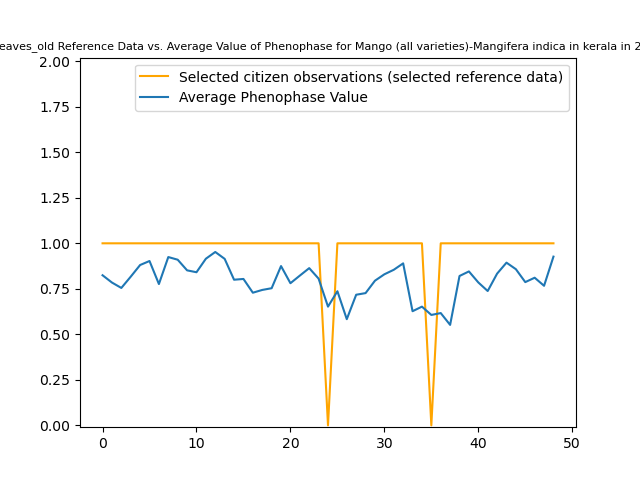 eaves_old Reference Data vs. Average Value of Phenophase for Mango (all varieties)-Mangifera indica in kerala in 2
Selected citizen observations (selected reference data)
Average Phenophase Value
2.00
1.75
1.50
1.25
1.00
0.75
0.50
0.25
0.00
0 10 20 30 40 50